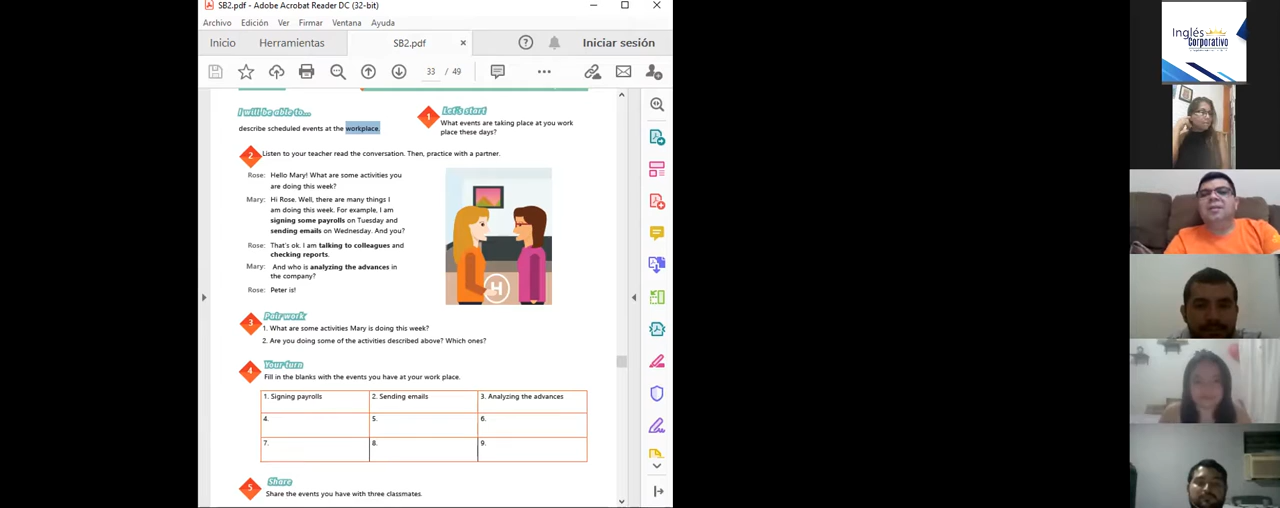 SB2.pdf - Adobe Acrobat Reader DC (32-bit)
Archivo Edición Ver Firmar Ventana Ayuda
Inicio Herramientas SB2.pdf × Iniciar sesión
33 / 49
I will be able to...
describe scheduled events at the workplace.
1 Let's start
What events are taking place at you work
place these days?
2. Listen to your teacher read the conversation. Then, practice with a partner.
Rose: Hello Mary! What are some activities you
are doing this week?
Mary: Hi Rose. Well, there are many things I
am doing this week. For example, I am
signing some payrolls on Tuesday and
sending emails on Wednesday. And you?
Rose: That's ok. I am talking to colleagues and
checking reports.
Mary: And who is analyzing the advances in
the company?
Rose: Peter is!
H
3 Pair work
1. What are some activities Mary is doing this week?
2. Are you doing some of the activities described above? Which ones?
4 Your turn
Fill in the blanks with the events you have at your work place.
1. Signing payrolls 2. Sending emails 3. Analyzing the advances
4. 5. 6.
7. 8. 9.
5 Share
Share the events you have with three classmates.
Inglés
Corporativo